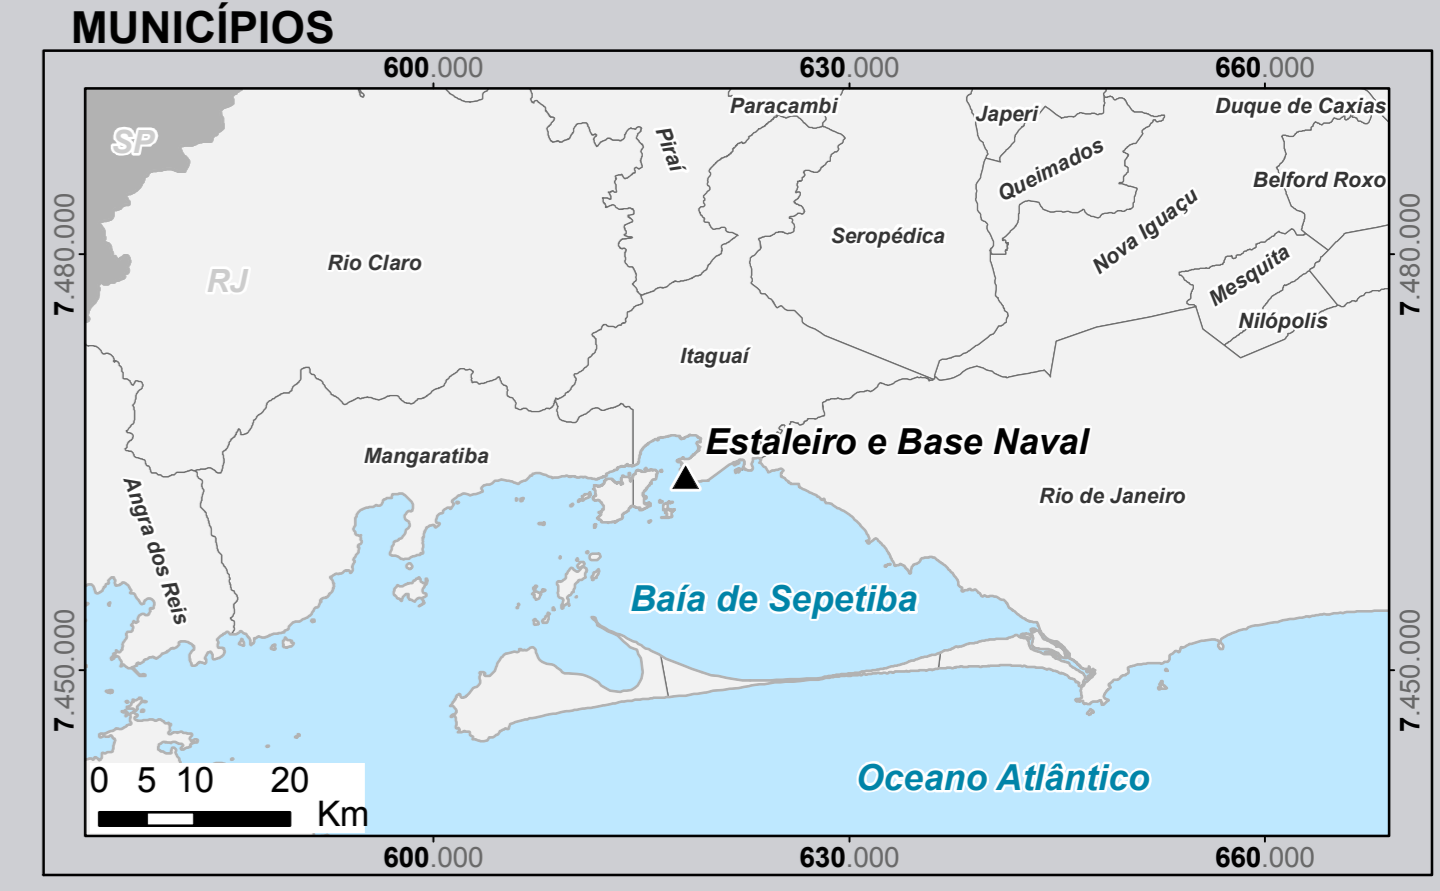 MUNICÍPIOS
600.000 630.000 660.000
Paracambi
Japeri
Duque de Caxias
SP
Piraí
Queimados
Belford Roxo
7.480.000
Rio Claro
RJ
Seropédica
Nova Iguaçu
Mesquita
7.480.000
Nilópolis
Itaguaí
Mangaratiba
Estaleiro e Base Naval
Rio de Janeiro
Angra dos Reis
Baía de Sepetiba
7.450.000
7.450.000
Oceano Atlântico
0 5 10 20
Km
600.000 630.000 660.000